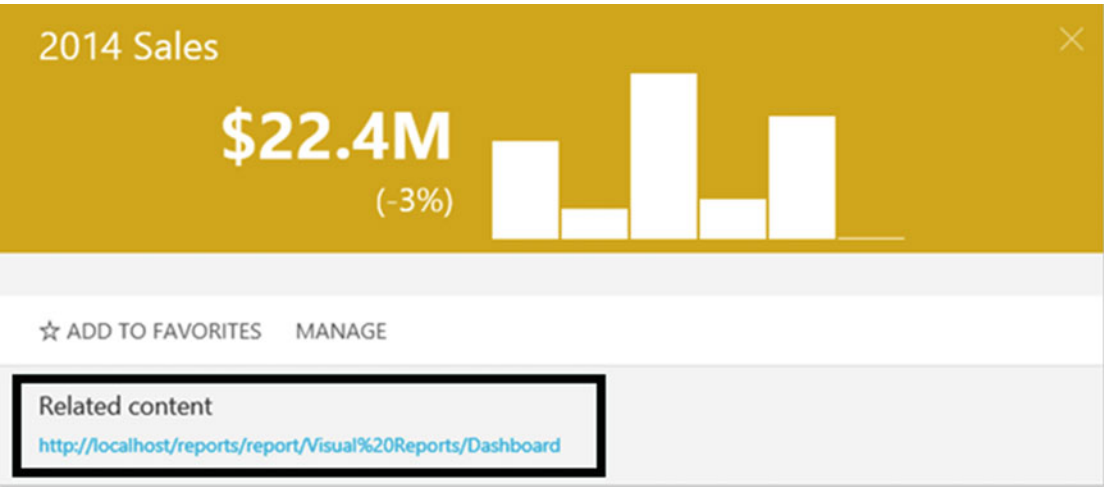 2014 Sales
$22.4M
(-3%)
ADD TO FAVORITES MANAGE
Related content
http://localhost/reports/report/Visual%20Reports/Dashboard